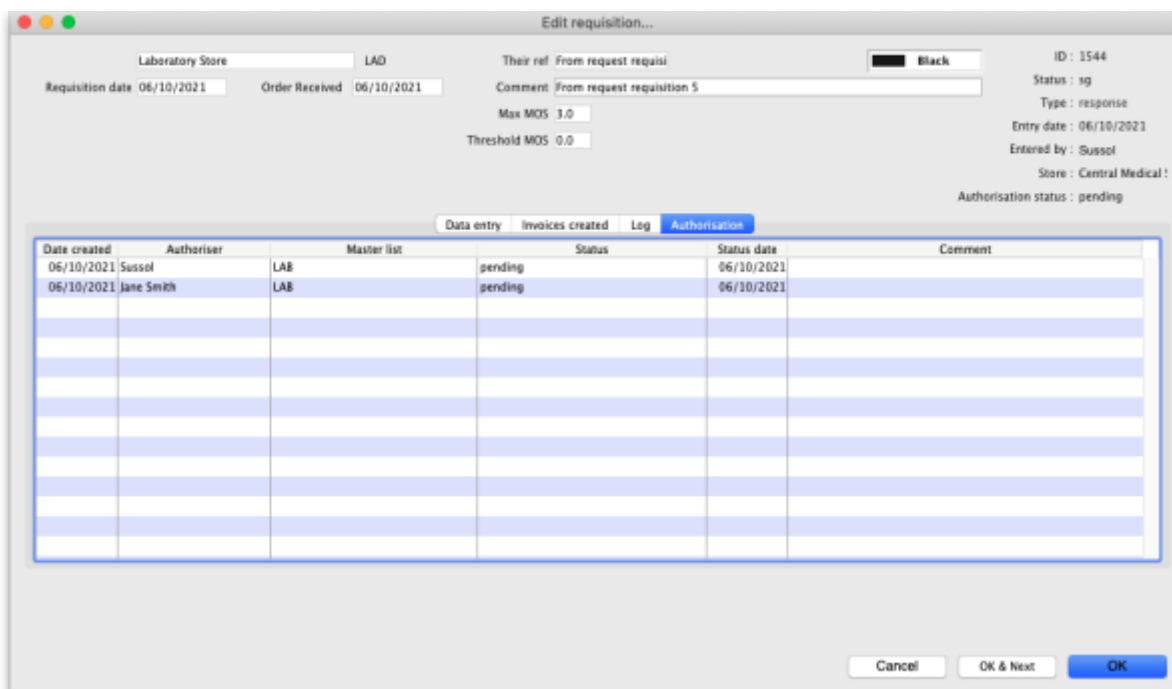 Edit requisition...
Laboratory Store LAD Their ref From request requisi Black ID : 1544
Requisition date 06/10/2021 Order Received 06/10/2021 Comment From request requisition 5 Status : sg
Max MOS 3.0 Type : response
Threshold MOS 0.0 Entry date : 06/10/2021
Entered by : Sussol
Store : Central Medical
Authorisation status : pending
Data entry Invoices created Log Authorisation
Date created Authoriser Master list Status Status date Comment
06/10/2021 Sussol LAB pending 06/10/2021
06/10/2021 Jane Smith LAB pending 06/10/2021
Cancel OK & Next OK